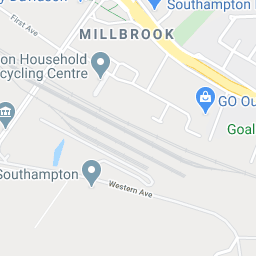 Southampton
First Ave
MILLBROOK
on Household
cycling Centre
GO Ou
Goal
Southampton
Western Ave